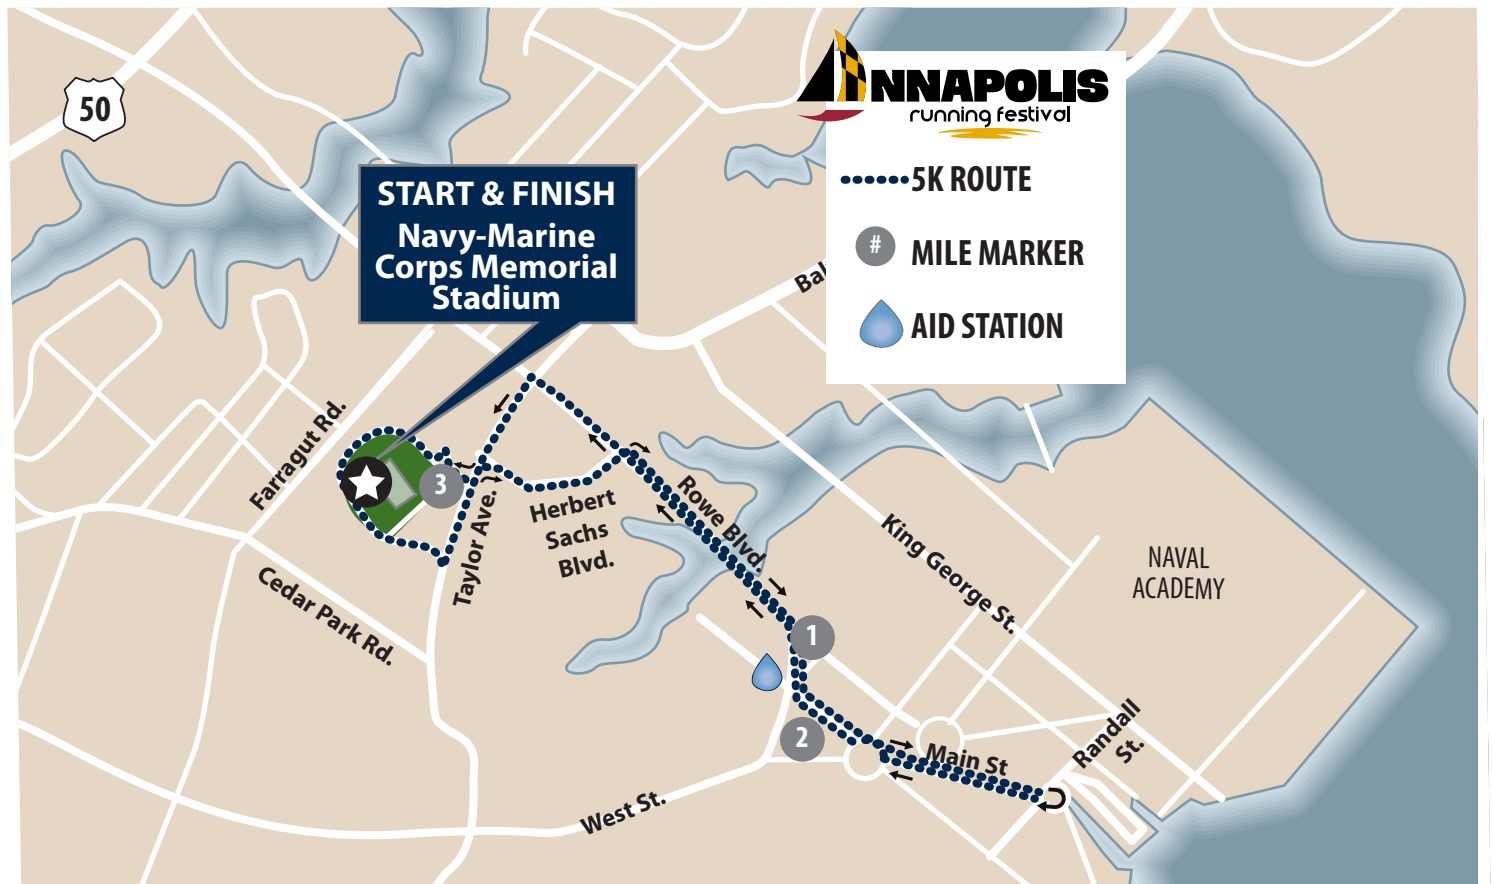 50
ANNAPOLIS
running festival
5K ROUTE
#
MILE MARKER
AID STATION
START & FINISH
Navy-Marine
Corps Memorial
Stadium
Bal
Farragut Rd.
3
Taylor Ave.
Herbert
Sachs
Blvd.
Rowe Blvd.
King George St.
NAVAL
ACADEMY
Cedar Park Rd.
1
2
Main St
Randall
St.
West St.